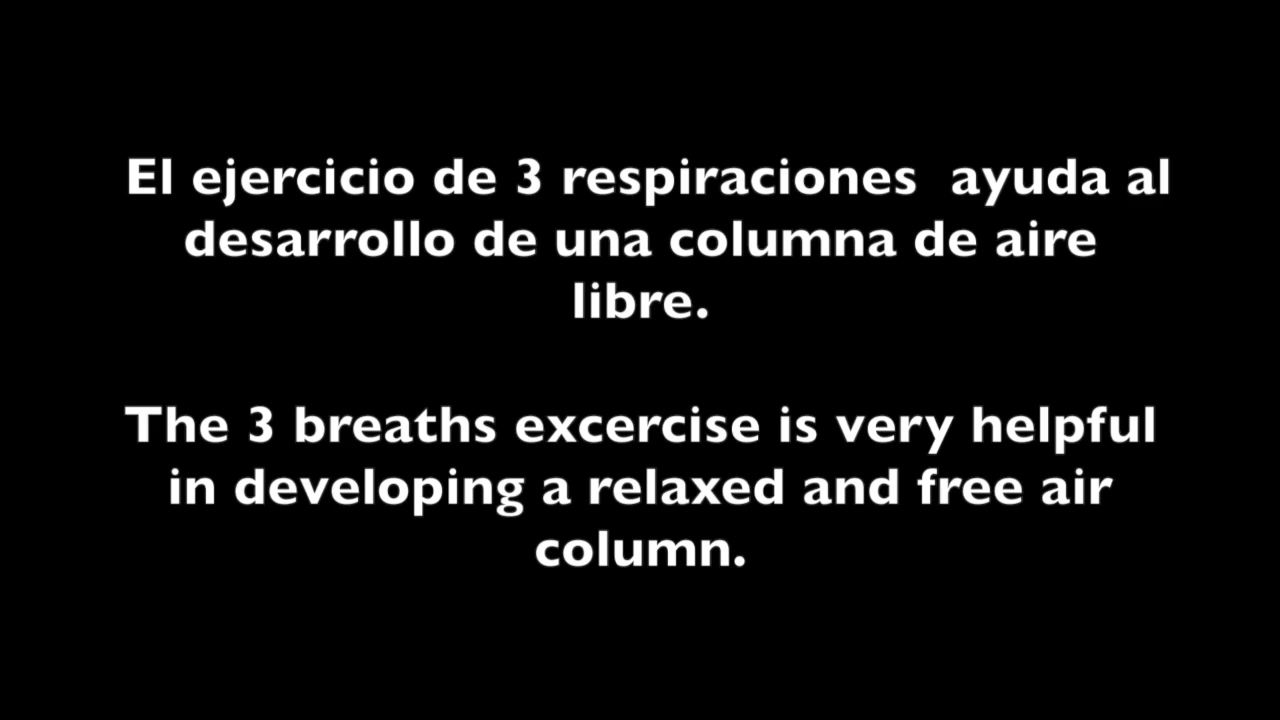 El ejercicio de 3 respiraciones  ayuda al
desarrollo de una columna de aire
libre.
The 3 breaths excercise is very helpful
in developing a relaxed and free air
column.